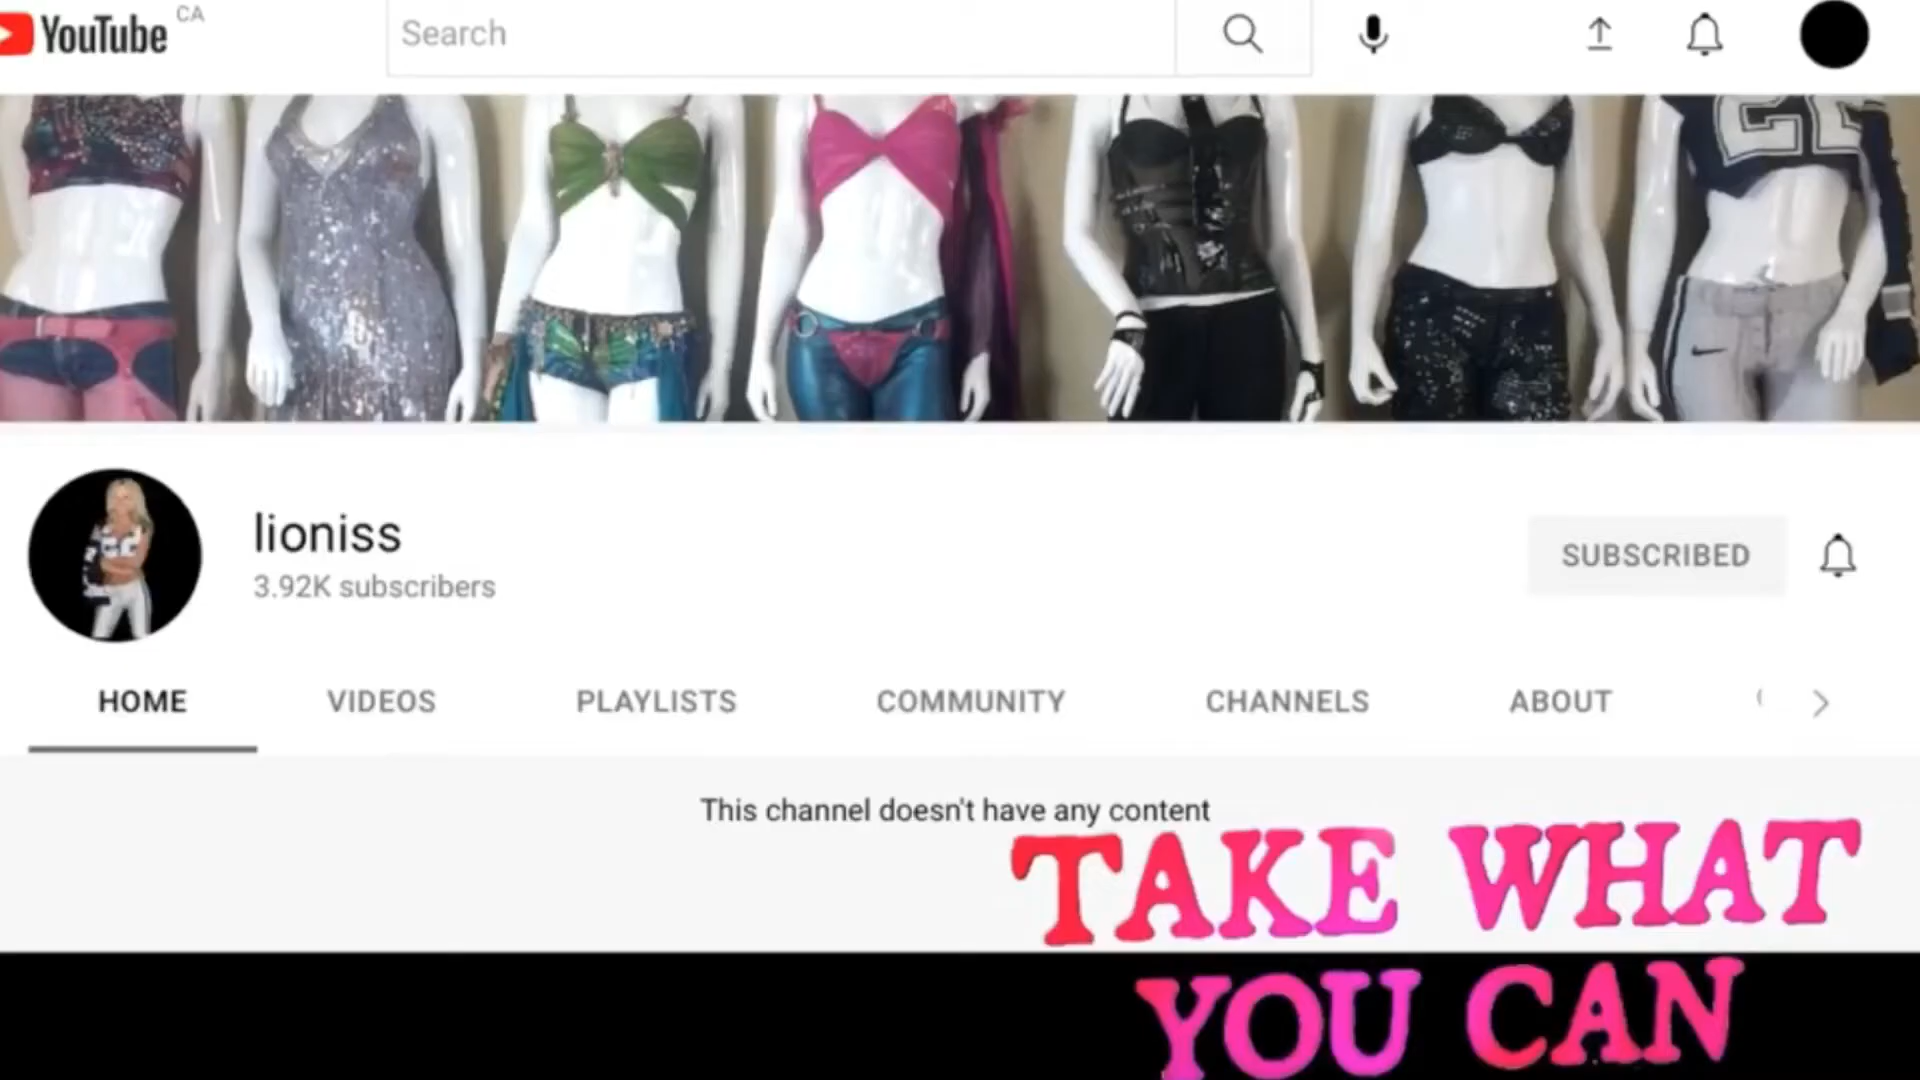 YouTube CA
Search
22
lioniss
3.92K subscribers
SUBSCRIBED
HOME
VIDEOS
PLAYLISTS
COMMUNITY
CHANNELS
ABOUT
This channel doesn't have any content
TAKE WHAT
YOU CAN